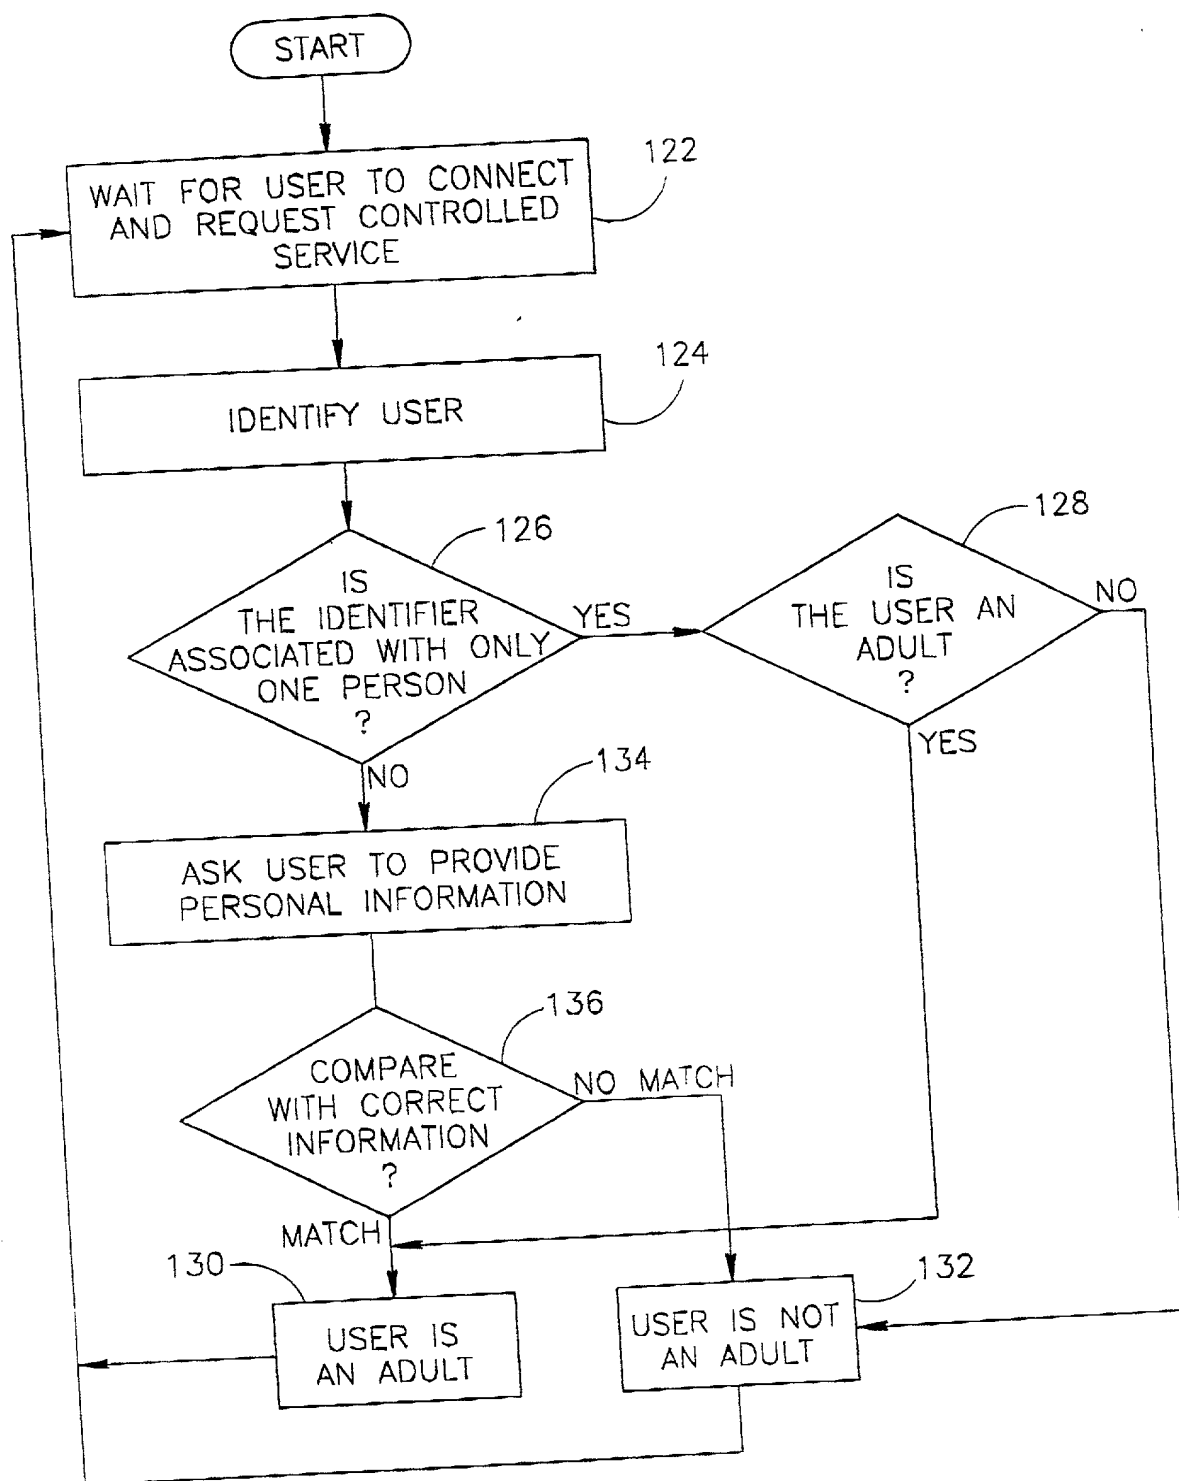 START
WAIT FOR USER TO CONNECT
AND REQUEST CONTROLLED
SERVICE
122
IDENTIFY USER
124
IS
THE IDENTIFIER
ASSOCIATED WITH ONLY
ONE PERSON
?
126
YES
NO
IS
THE USER AN
ADULT
?
128
NO
YES
ASK USER TO PROVIDE
PERSONAL INFORMATION
134
COMPARE
WITH CORRECT
INFORMATION
?
136
NO MATCH
MATCH
130
USER IS
AN ADULT
132
USER IS NOT
AN ADULT